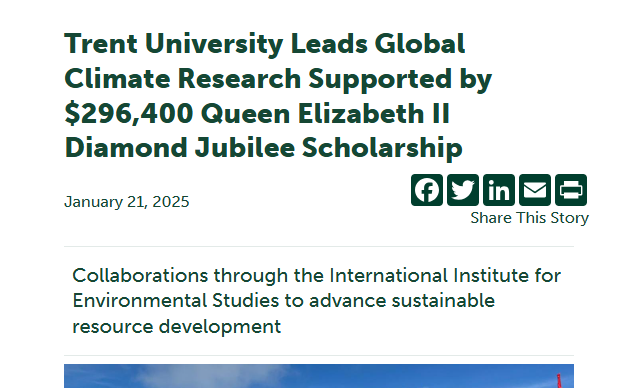 Trent University Leads Global
Climate Research Supported by
$296,400 Queen Elizabeth II
Diamond Jubilee Scholarship
January 21, 2025
Share This Story
Collaborations through the International Institute for
Environmental Studies to advance sustainable
resource development